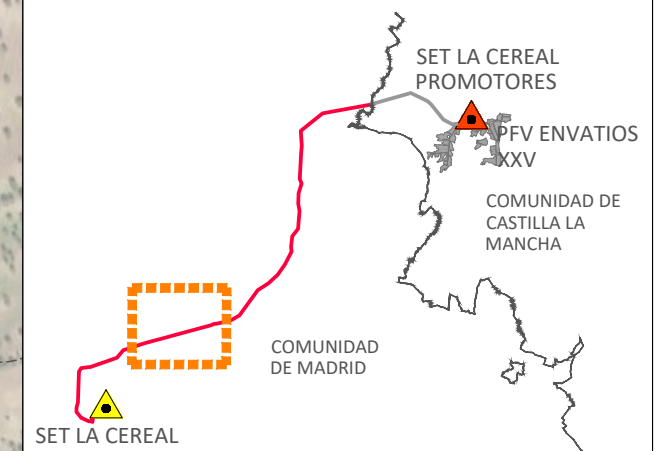 SET LA CEREAL
PROMOTORES
PFV ENVATIOS
XXV
COMUNIDAD DE
CASTILLA LA
MANCHA
COMUNIDAD
DE MADRID
SET LA CEREAL